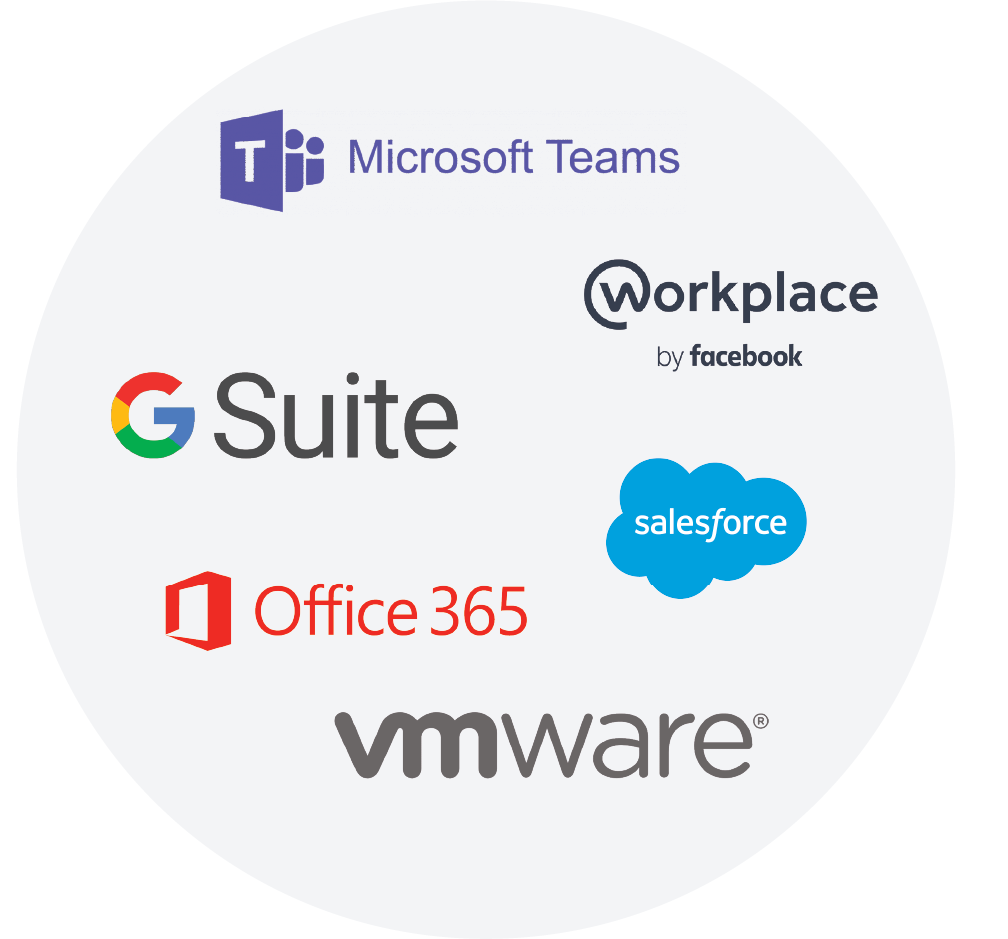 T Microsoft Teams
Workplace
by facebook
G Suite
salesforce
Office 365
vmware®